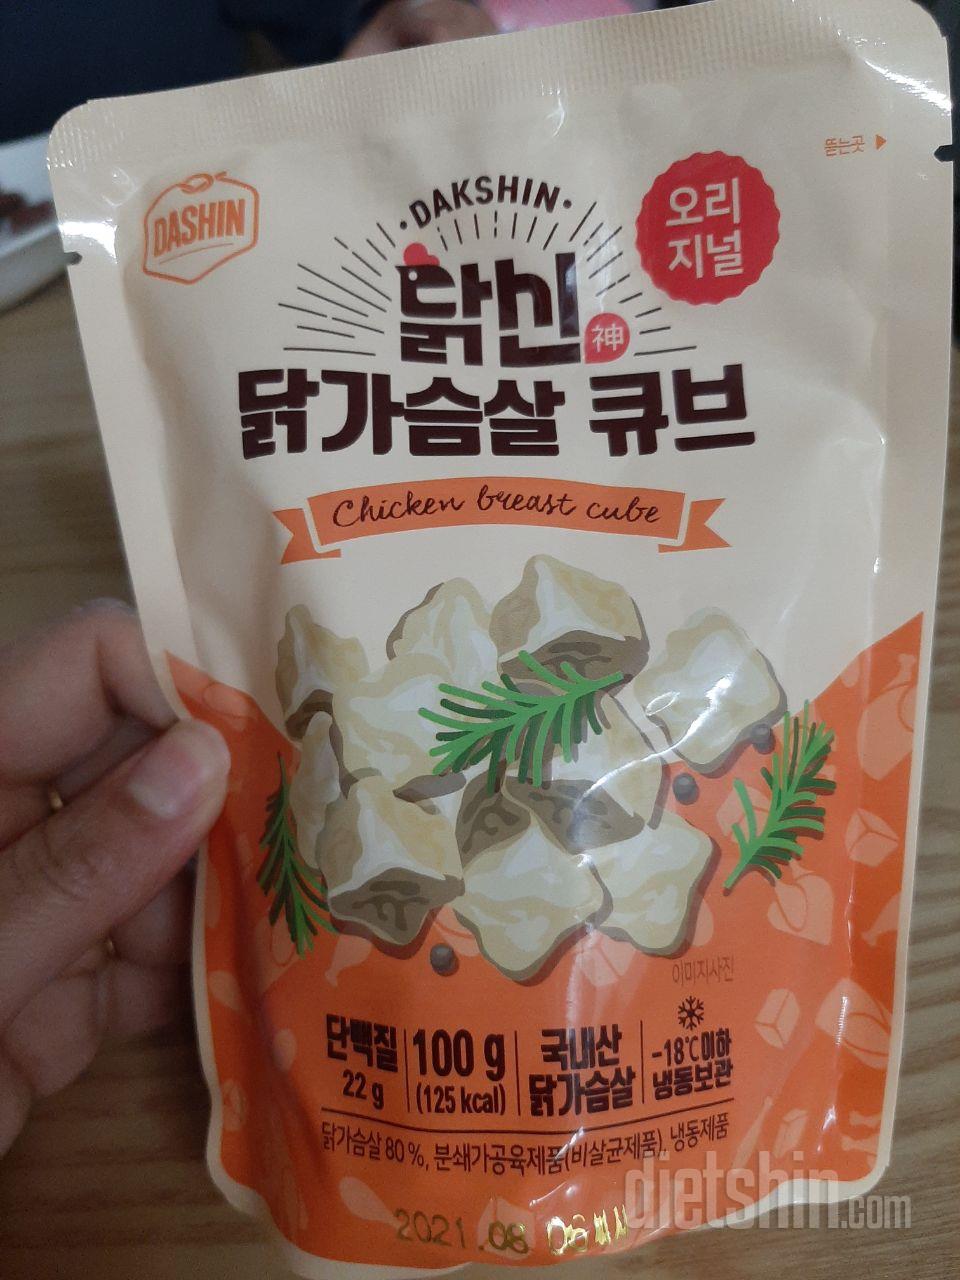 뜯는곳
DASHIN
·DAKSHIN·
오리
지널
닭신
神
닭가슴살 큐브
Chicken breast cube
이미지사진
단백질
22 g
100 g
(125 kcal)
국내산
닭가슴살
-18℃이하
냉동보관
닭가슴살 80 %, 분쇄가공육제품(비살균제품), 냉동제품
2021.08 06
dietshin.com